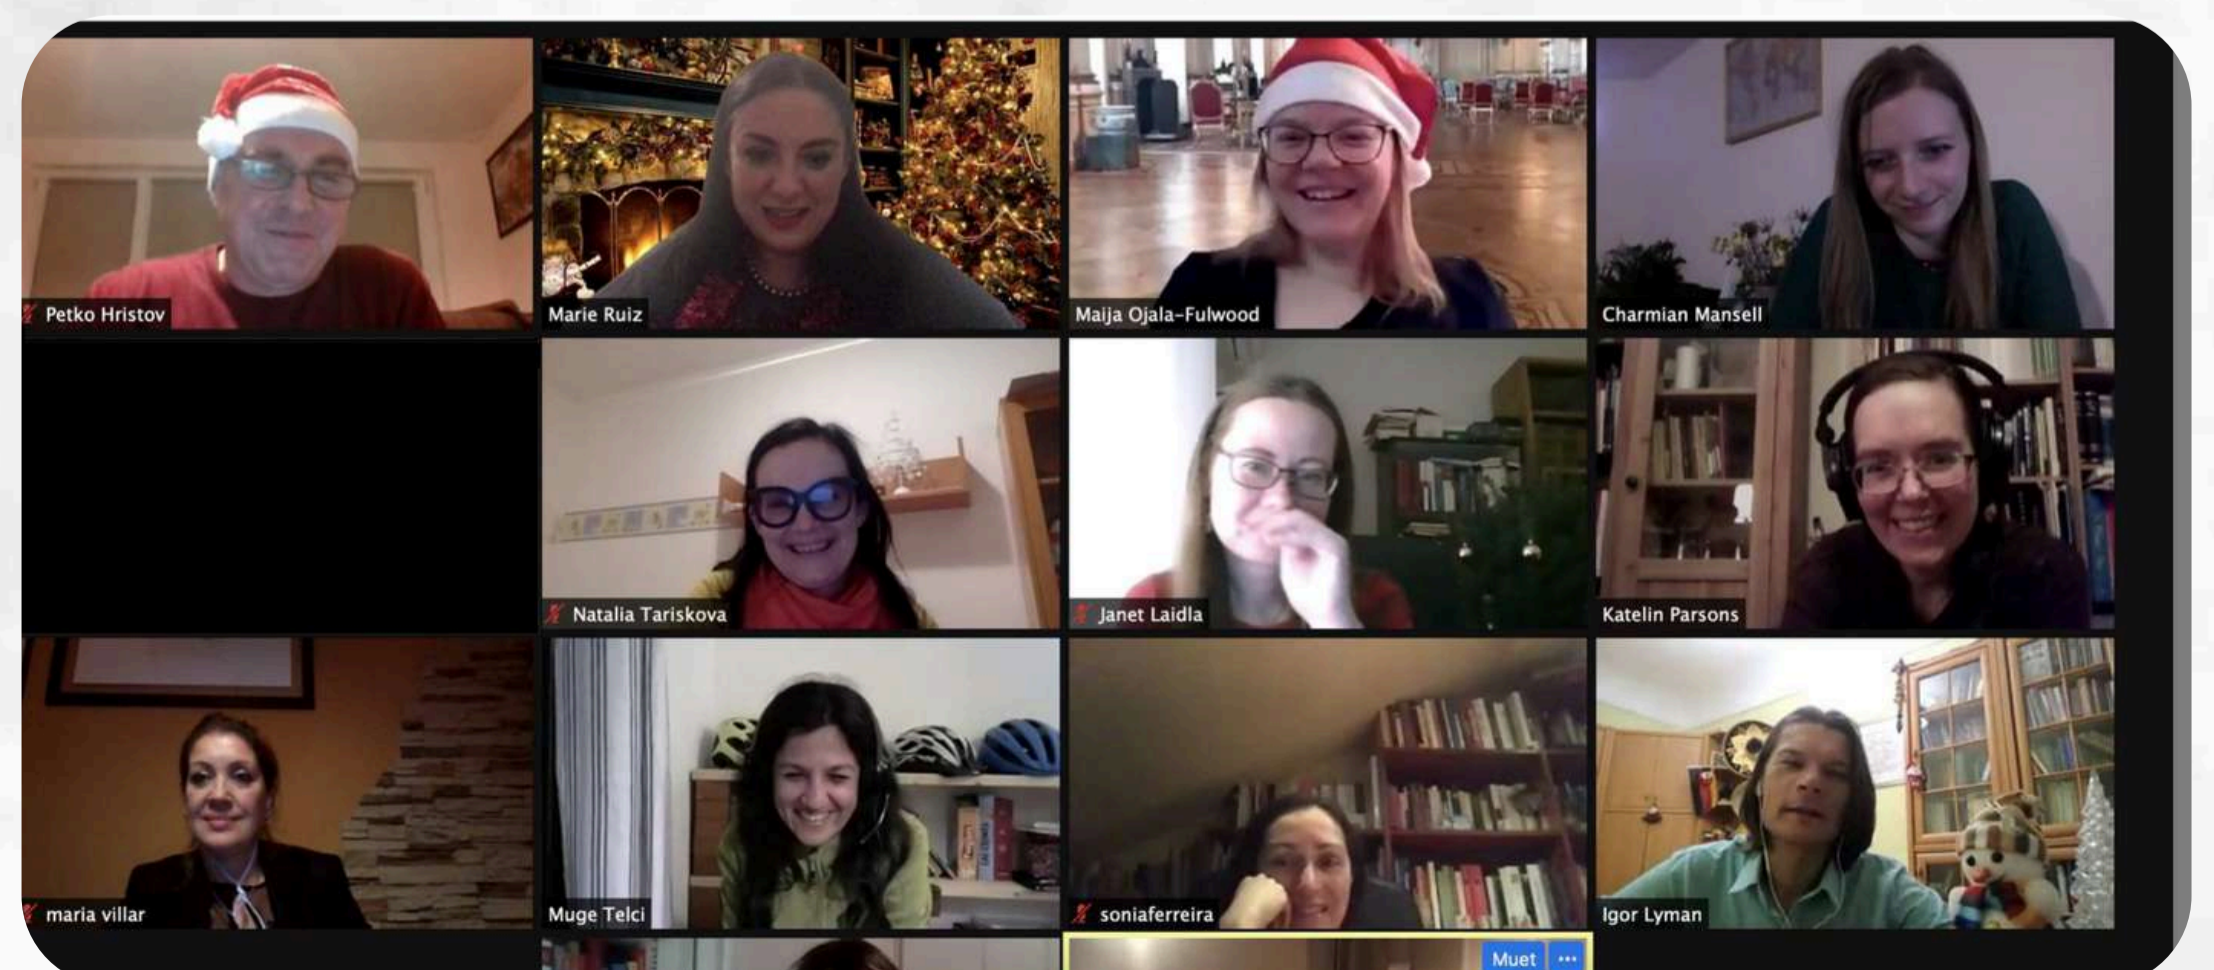 Petko Hristov
Marie Ruiz
Maija Ojala-Fulwood
Charmian Mansell
Natalia Tariskova
Janet Laidla
Katelin Parsons
maria villar
Muge Telci
soniaferreira
Igor Lyman
Muet